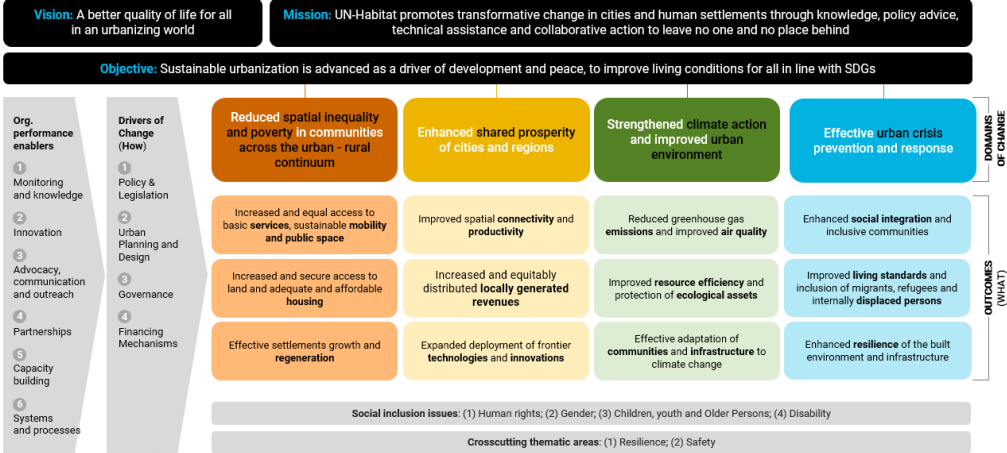 Vision: A better quality of life for all
in an urbanizing world
Mission: UN-Habitat promotes transformative change in cities and human settlements through knowledge, policy advice,
technical assistance and collaborative action to leave no one and no place behind
Objective: Sustainable urbanization is advanced as a driver of development and peace, to improve living conditions for all in line with SDGs
Org.
performance
enablers
1
Monitoring
and knowledge
2
Innovation
3
Advocacy,
communication
and outreach
4
Partnerships
5
Capacity
building
6
Systems
and processes
Drivers of
Change
(How)
1
Policy &
Legislation
2
Urban
Planning and
Design
3
Governance
4
Financing
Mechanisms
Reduced spatial inequality
and poverty in communities
across the urban - rural
continuum
Enhanced shared prosperity
of cities and regions
Strengthened climate action
and improved urban
environment
Effective urban crisis
prevention and response
DOMAINS
OF CHANGE
Increased and equal access to
basic services, sustainable mobility
and public space
Improved spatial connectivity and
productivity
Reduced greenhouse gas
emissions and improved air quality
Enhanced social integration and
inclusive communities
Increased and secure access to
land and adequate and affordable
housing
Increased and equitably
distributed locally generated
revenues
Improved resource efficiency and
protection of ecological assets
Improved living standards and
inclusion of migrants, refugees and
internally displaced persons
Effective settlements growth and
regeneration
Expanded deployment of frontier
technologies and innovations
Effective adaptation of
communities and infrastructure to
climate change
Enhanced resilience of the built
environment and infrastructure
OUTCOMES
(WHAT)
Social inclusion issues: (1) Human rights; (2) Gender; (3) Children, youth and Older Persons; (4) Disability
Crosscutting thematic areas: (1) Resilience; (2) Safety